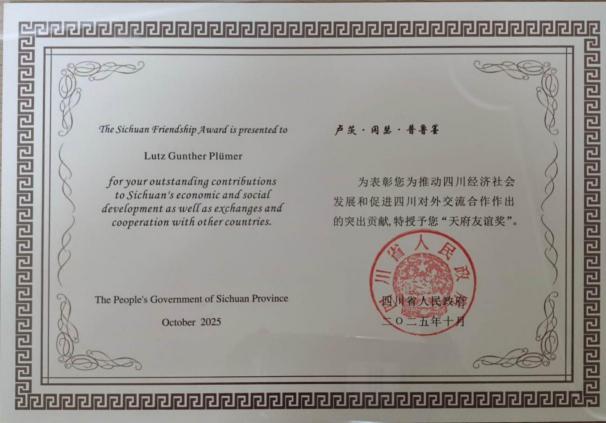 The Sichuan Friendship Award is presented to
Lutz Gunther Plümer
for your outstanding contributions
to Sichuan's economic and social
development as well as exchanges and
cooperation with other countries.
The People's Government of Sichuan Province
October 2025
卢茨·冈瑟·普鲁莫
为表彰您为推动四川经济社会
发展和促进四川对外交流合作作出
的突出贡献,特授予您“天府友谊奖”。
四川省人民政府
四川省人民政府
二〇二五年十月